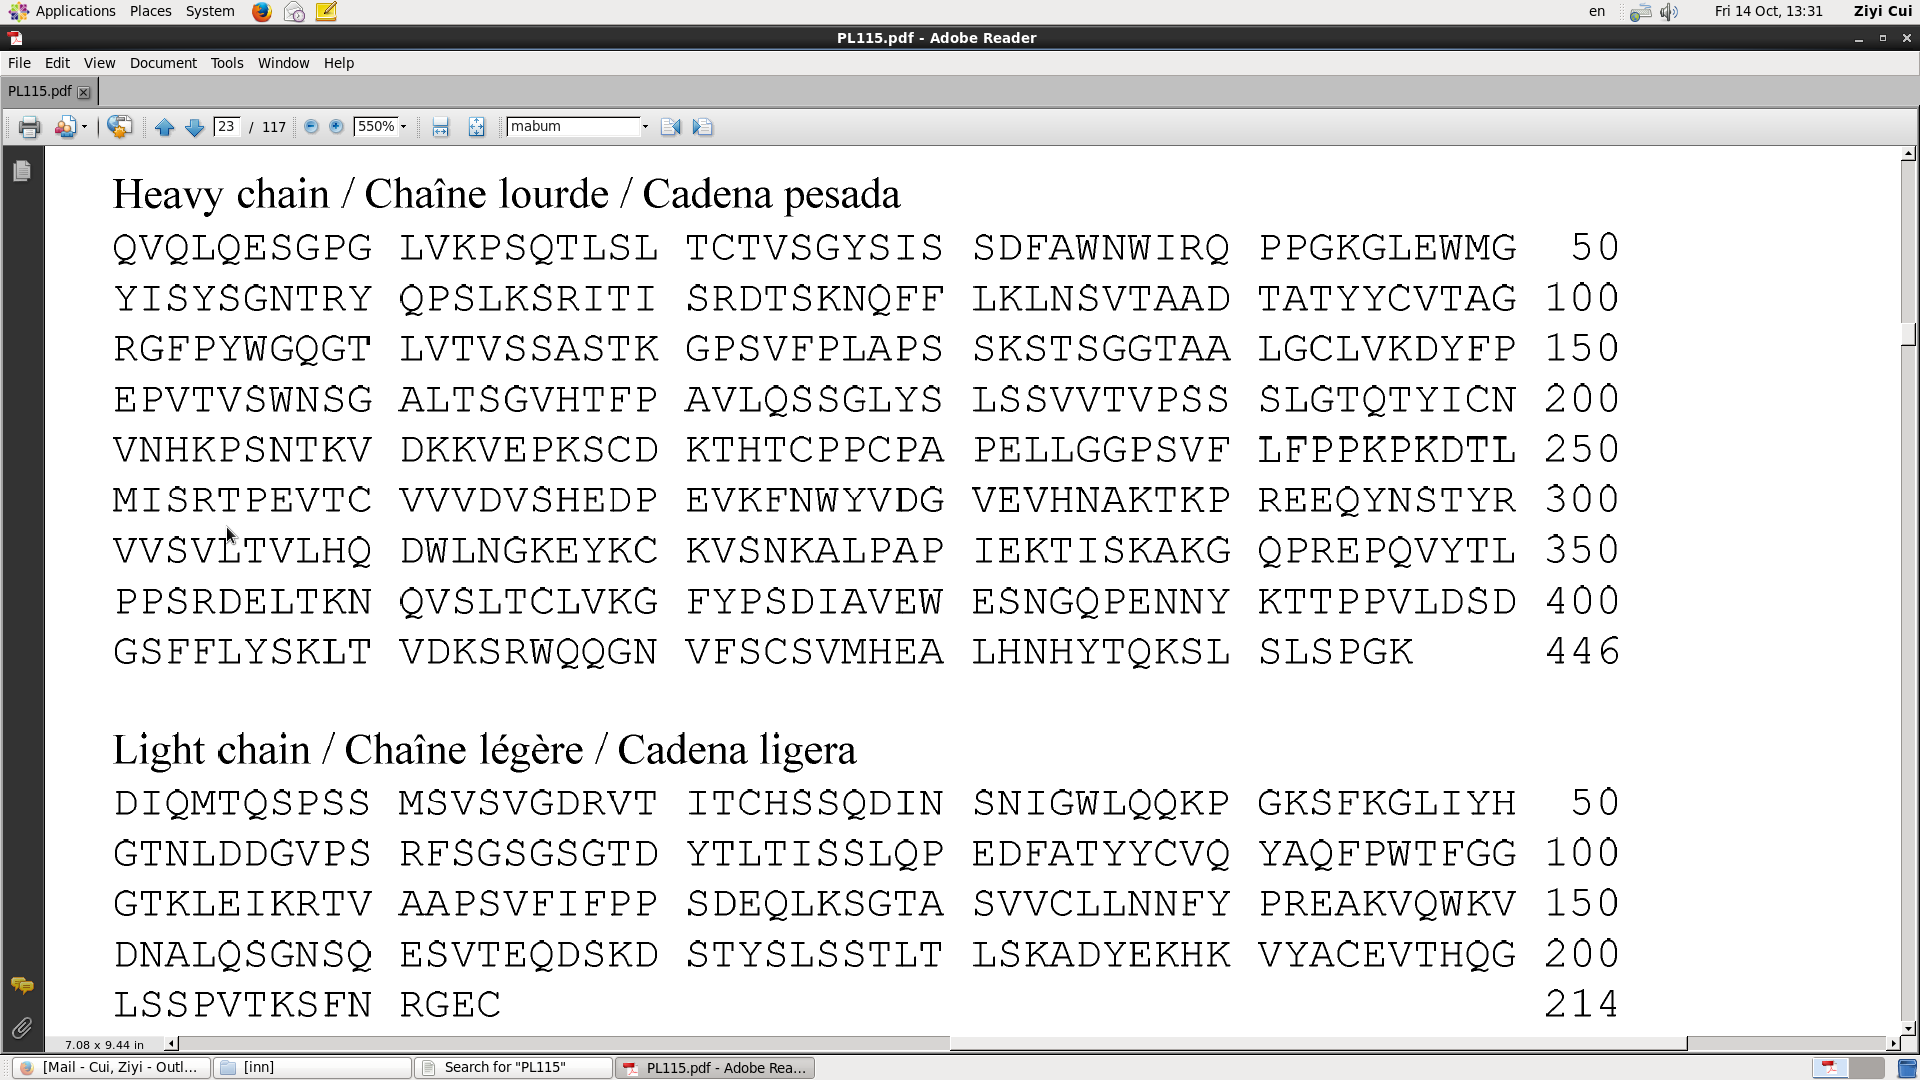 Applications Places System en Fri 14 Oct, 13:31 Ziyi Cui
PL115.pdf - Adobe Reader
File Edit View Document Tools Window Help
PL115.pdf
23 / 117 550% mabum
Heavy chain / Chaîne lourde / Cadena pesada
QVQLQESGPG LVKPSQTLSL TCTVSGYSIS SDFAWNWIRQ PPGKGLEWMG 50
YISYSGNTRY QPSLKSRITI SRDTSKNQFF LKLNSVTAAD TATYYCVTAG 100
RGFPYWGQGT LVTVSSASTK GPSVFPLAPS SKSTSGGTAA LGCLVKDYFP 150
EPVTVSWNSG ALTSGVHTFP AVLQSSGLYS LSSVVTVPSS SLGTQTYICN 200
VNHKPSNTKV DKKVEPKSCD KTHTCPPCPA PELLGGPSVF LFPPKPKDTL 250
MISRTPEVTC VVVDVSHEDP EVKFNWYVDG VEVHNAKTKP REEQYNSTYR 300
VVSVLTVLHQ DWLNGKEYKC KVSNKALPAP IEKTISKAKG QPREPQVYTL 350
PPSRDELTKN QVSLTCLVKG FYPSDIAVEW ESNGQPENNY KTTPPVLDSD 400
GSFFLYSKLT VDKSRWQQGN VFSCSVMHEA LHNHYTQKSL SLSPGK 446
Light chain / Chaîne légère / Cadena ligera
DIQMTQSPSS MSVSVGDRVT ITCHSSQDIN SNIGWLQQKP GKSFKGLIYH 50
GTNLDDGVPS RFSGSGSGTD YTLTISSLQP EDFATYYCVQ YAQFPWTFGG 100
GTKLEIKRTV AAPSVFIFPP SDEQLKSGTA SVVCLLNNFY PREAKVQWKV 150
DNALQSGNSQ ESVTEQDSKD STYSLSSTLT LSKADYEKHK VYACEVTHQG 200
LSSPVTKSFN RGEC 214
7.08 x 9.44 in
[Mail - Cui, Ziyi - Outl... [inn] Search for "PL115" PL115.pdf - Adobe Rea...